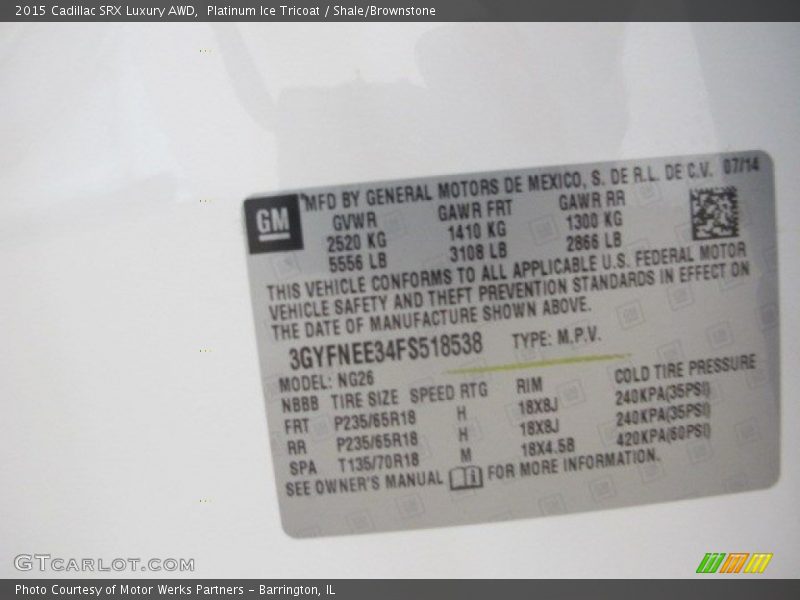 2015 Cadillac SRX Luxury AWD,  Platinum Ice Tricoat / Shale/Brownstone
GM
MFD BY GENERAL MOTORS DE MEXICO, S. DE R.L. DE C.V. 07/14
GVWR GAWR FRT GAWR RR
2520 KG 1410 KG 1300 KG
5556 LB 3108 LB 2866 LB
THIS VEHICLE CONFORMS TO ALL APPLICABLE U.S. FEDERAL MOTOR
VEHICLE SAFETY AND THEFT PREVENTION STANDARDS IN EFFECT ON
THE DATE OF MANUFACTURE SHOWN ABOVE.
3GYFNEE34FS518538 TYPE: M.P.V.
MODEL: NG26
NBBB TIRE SIZE SPEED RTG RIM COLD TIRE PRESSURE
FRT P235/65R18 H 18X8J 240KPA(35PSI)
RR P235/65R18 H 18X8J 240KPA(35PSI)
SPA T135/70R18 M 18X4.5B 420KPA(60PSI)
SEE OWNER'S MANUAL FOR MORE INFORMATION.
GTCARLOT.COM
Photo Courtesy of Motor Werks Partners – Barrington, IL